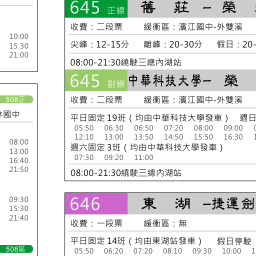 10:00
15:30
21:00
508正
國中
08:00
13:00
16:40
21:50
09:30
15:30
21:40
508區
645 正線 舊莊－榮
收費：二段票 緩衝區：濱江國中-外雙溪
尖峰：12-15分 離峰：20-30分 假日：20-
08:00-21:30繞駛三總內湖站
645 副線 中華科技大學－榮
收費：二段票 緩衝區：濱江國中-外雙溪
平日固定19班（均由中華科技大學發車） 週日
05:50 06:30 06:50 07:20 08:00 09:00
12:10 13:00 13:50 14:50 15:50 16:30
週六固定3班（均由中華科技大學發車）
07:30 09:20 11:00
08:00-21:30繞駛三總內湖站
646 東湖－捷運劍
收費：一段票 緩衝區：無
平日固定14班（均由東湖站發車） 假日停駛
05:50 06:20 07:20 08:10 09:30 10:30